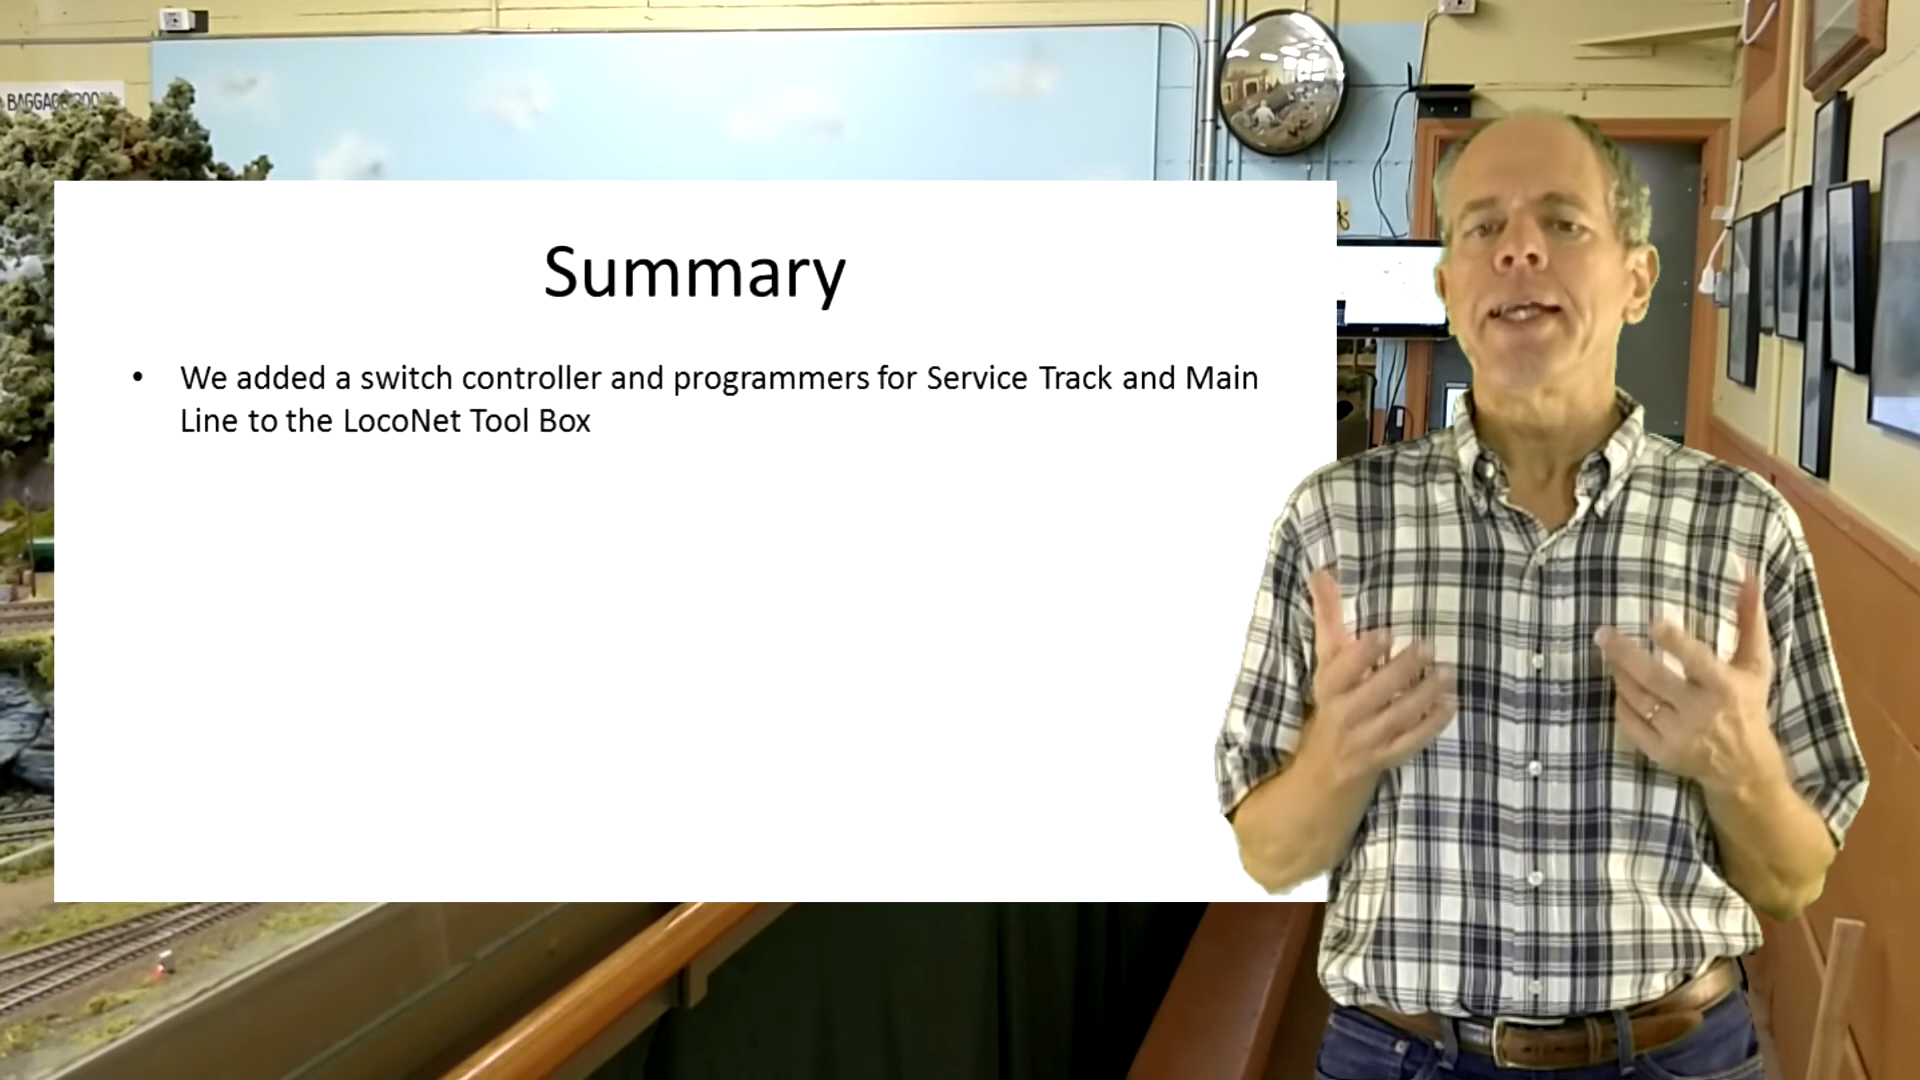 Summary
• We added a switch controller and programmers for Service Track and Main
Line to the LocoNet Tool Box